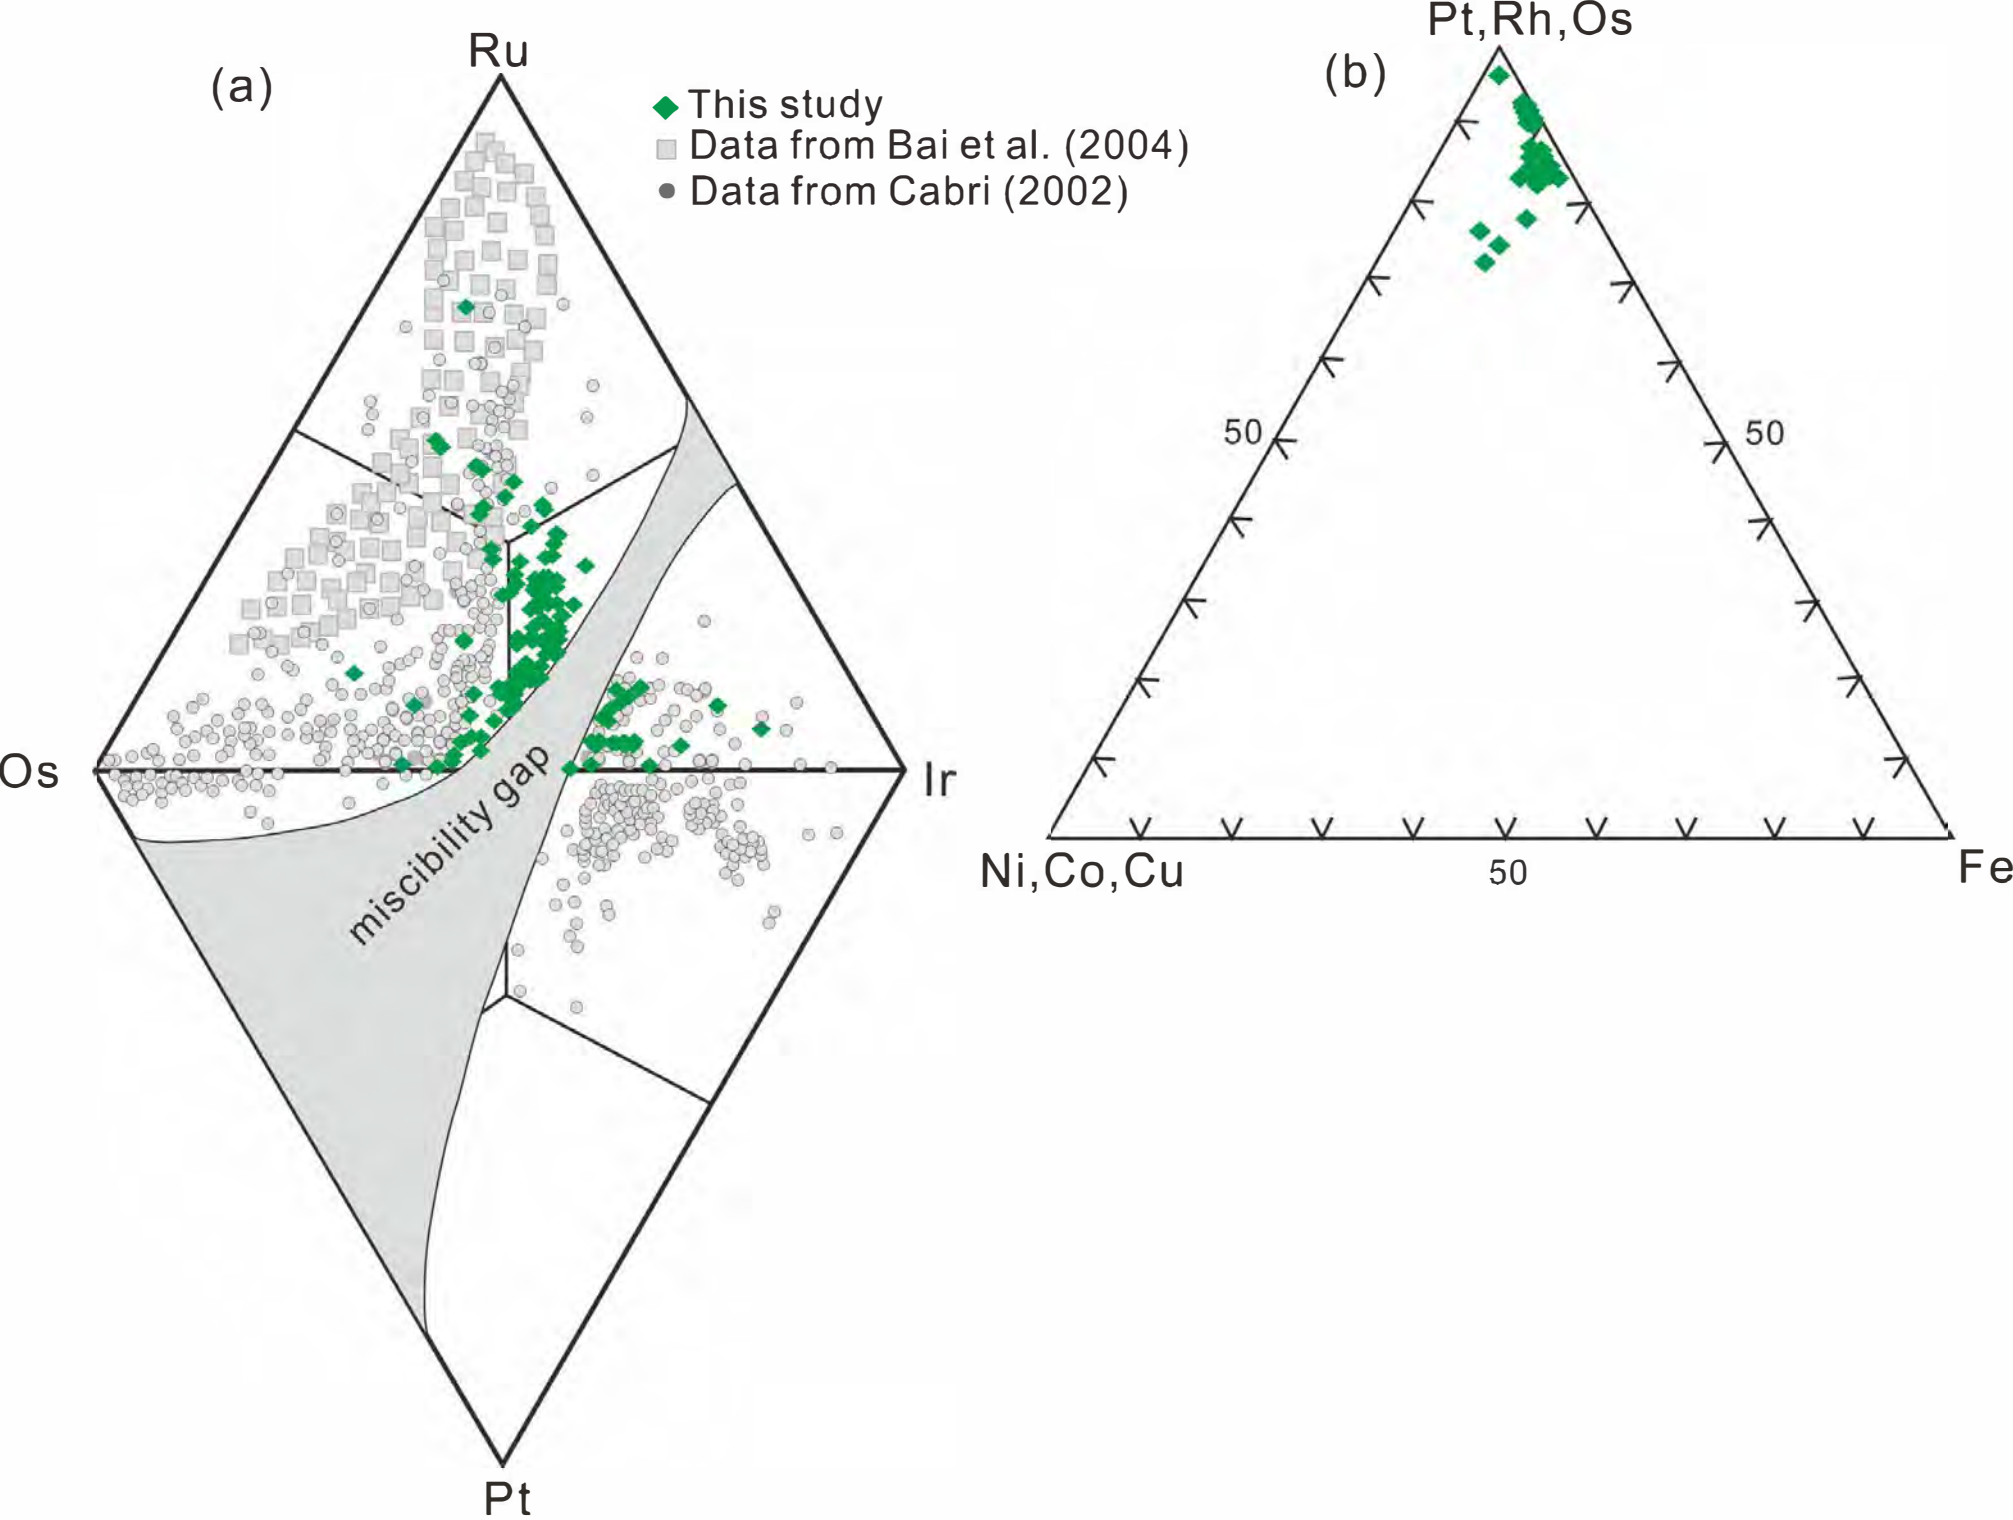 (a)
Ru
This study
Data from Bai et al. (2004)
Data from Cabri (2002)
Os
Ir
miscibility gap
Pt
(b)
Pt,Rh,Os
50
50
Ni,Co,Cu
50
Fe